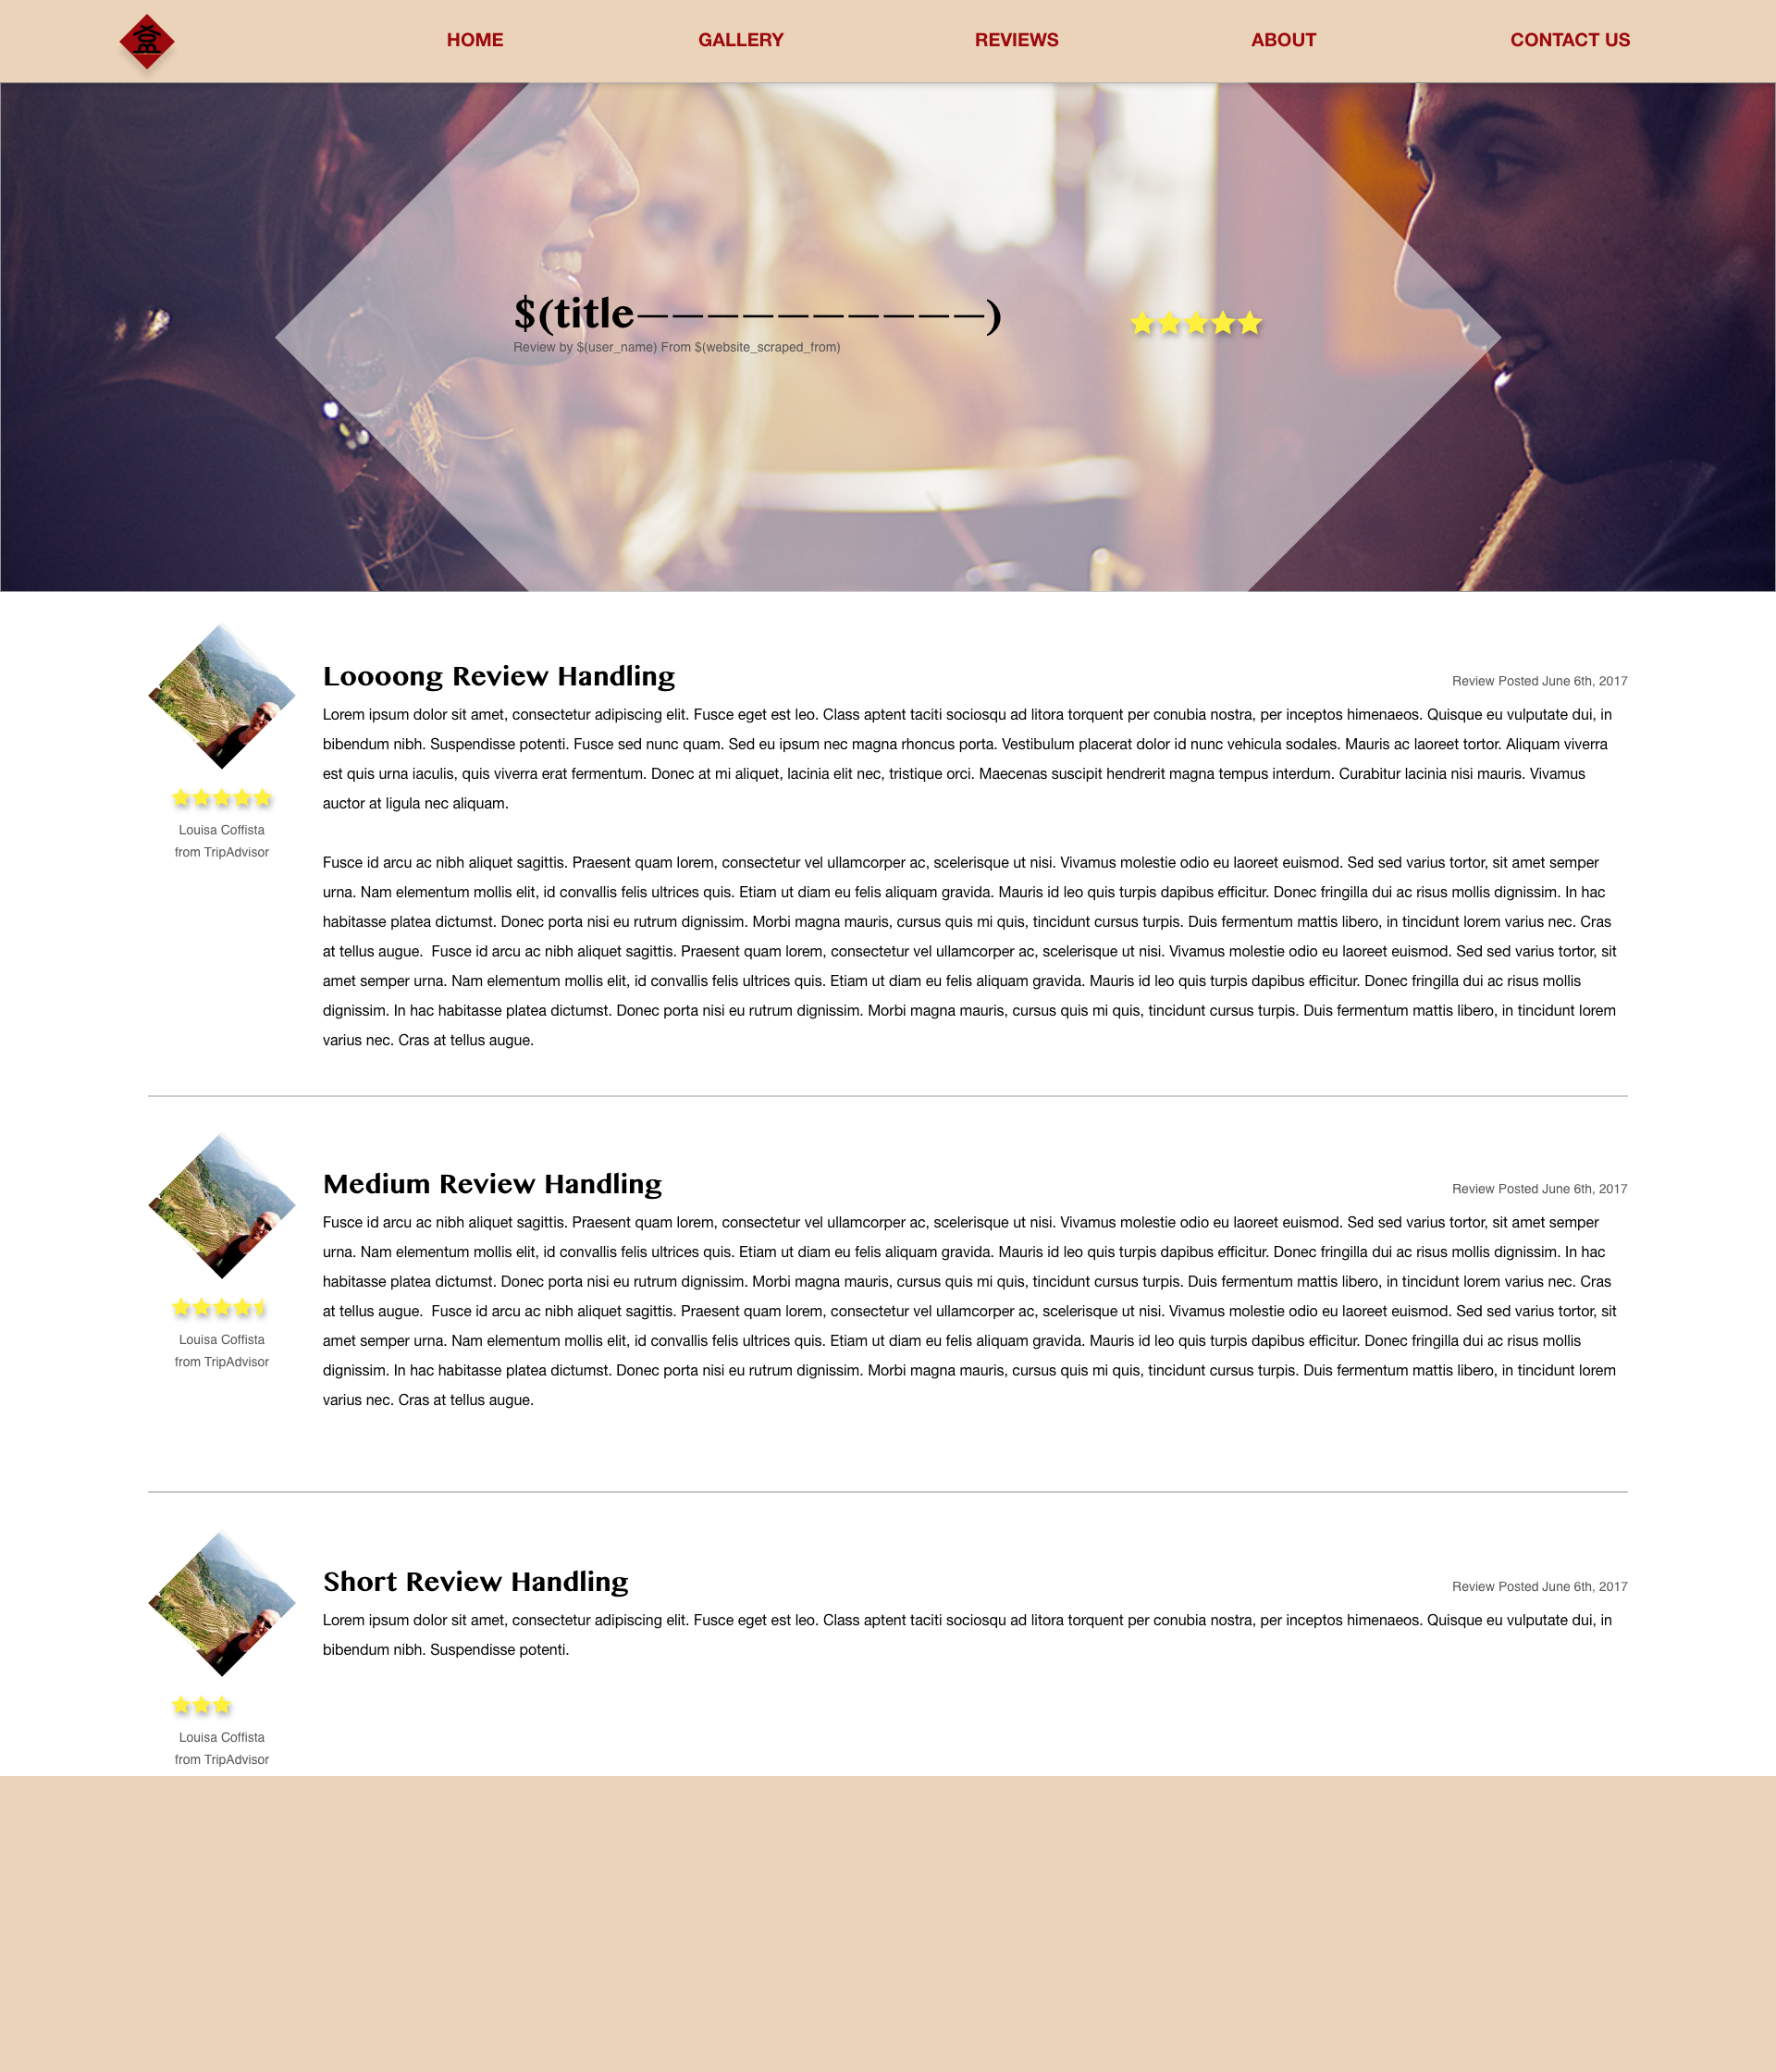 BOX
HOME
GALLERY
REVIEWS
ABOUT
CONTACT US
$(title——————————)
Review by $(user_name) From $(website_scraped_from)
Loooong Review Handling
Review Posted June 6th, 2017
Lorem ipsum dolor sit amet, consectetur adipiscing elit. Fusce eget est leo. Class aptent taciti sociosqu ad litora torquent per conubia nostra, per inceptos himenaeos. Quisque eu vulputate dui, in
bibendum nibh. Suspendisse potenti. Fusce sed nunc quam. Sed eu ipsum nec magna rhoncus porta. Vestibulum placerat dolor id nunc vehicula sodales. Mauris ac laoreet tortor. Aliquam viverra
est quis urna iaculis, quis viverra erat fermentum. Donec at mi aliquet, lacinia elit nec, tristique orci. Maecenas suscipit hendrerit magna tempus interdum. Curabitur lacinia nisi mauris. Vivamus
auctor at ligula nec aliquam.
Louisa Coffista
from TripAdvisor
Fusce id arcu ac nibh aliquet sagittis. Praesent quam lorem, consectetur vel ullamcorper ac, scelerisque ut nisi. Vivamus molestie odio eu laoreet euismod. Sed sed varius tortor, sit amet semper
urna. Nam elementum mollis elit, id convallis felis ultrices quis. Etiam ut diam eu felis aliquam gravida. Mauris id leo quis turpis dapibus efficitur. Donec fringilla dui ac risus mollis dignissim. In hac
habitasse platea dictumst. Donec porta nisi eu rutrum dignissim. Morbi magna mauris, cursus quis mi quis, tincidunt cursus turpis. Duis fermentum mattis libero, in tincidunt lorem varius nec. Cras
at tellus augue.  Fusce id arcu ac nibh aliquet sagittis. Praesent quam lorem, consectetur vel ullamcorper ac, scelerisque ut nisi. Vivamus molestie odio eu laoreet euismod. Sed sed varius tortor, sit
amet semper urna. Nam elementum mollis elit, id convallis felis ultrices quis. Etiam ut diam eu felis aliquam gravida. Mauris id leo quis turpis dapibus efficitur. Donec fringilla dui ac risus mollis
dignissim. In hac habitasse platea dictumst. Donec porta nisi eu rutrum dignissim. Morbi magna mauris, cursus quis mi quis, tincidunt cursus turpis. Duis fermentum mattis libero, in tincidunt lorem
varius nec. Cras at tellus augue.
Medium Review Handling
Review Posted June 6th, 2017
Fusce id arcu ac nibh aliquet sagittis. Praesent quam lorem, consectetur vel ullamcorper ac, scelerisque ut nisi. Vivamus molestie odio eu laoreet euismod. Sed sed varius tortor, sit amet semper
urna. Nam elementum mollis elit, id convallis felis ultrices quis. Etiam ut diam eu felis aliquam gravida. Mauris id leo quis turpis dapibus efficitur. Donec fringilla dui ac risus mollis dignissim. In hac
habitasse platea dictumst. Donec porta nisi eu rutrum dignissim. Morbi magna mauris, cursus quis mi quis, tincidunt cursus turpis. Duis fermentum mattis libero, in tincidunt lorem varius nec. Cras
at tellus augue.  Fusce id arcu ac nibh aliquet sagittis. Praesent quam lorem, consectetur vel ullamcorper ac, scelerisque ut nisi. Vivamus molestie odio eu laoreet euismod. Sed sed varius tortor, sit
amet semper urna. Nam elementum mollis elit, id convallis felis ultrices quis. Etiam ut diam eu felis aliquam gravida. Mauris id leo quis turpis dapibus efficitur. Donec fringilla dui ac risus mollis
dignissim. In hac habitasse platea dictumst. Donec porta nisi eu rutrum dignissim. Morbi magna mauris, cursus quis mi quis, tincidunt cursus turpis. Duis fermentum mattis libero, in tincidunt lorem
varius nec. Cras at tellus augue.
Louisa Coffista
from TripAdvisor
Short Review Handling
Review Posted June 6th, 2017
Lorem ipsum dolor sit amet, consectetur adipiscing elit. Fusce eget est leo. Class aptent taciti sociosqu ad litora torquent per conubia nostra, per inceptos himenaeos. Quisque eu vulputate dui, in
bibendum nibh. Suspendisse potenti.
Louisa Coffista
from TripAdvisor